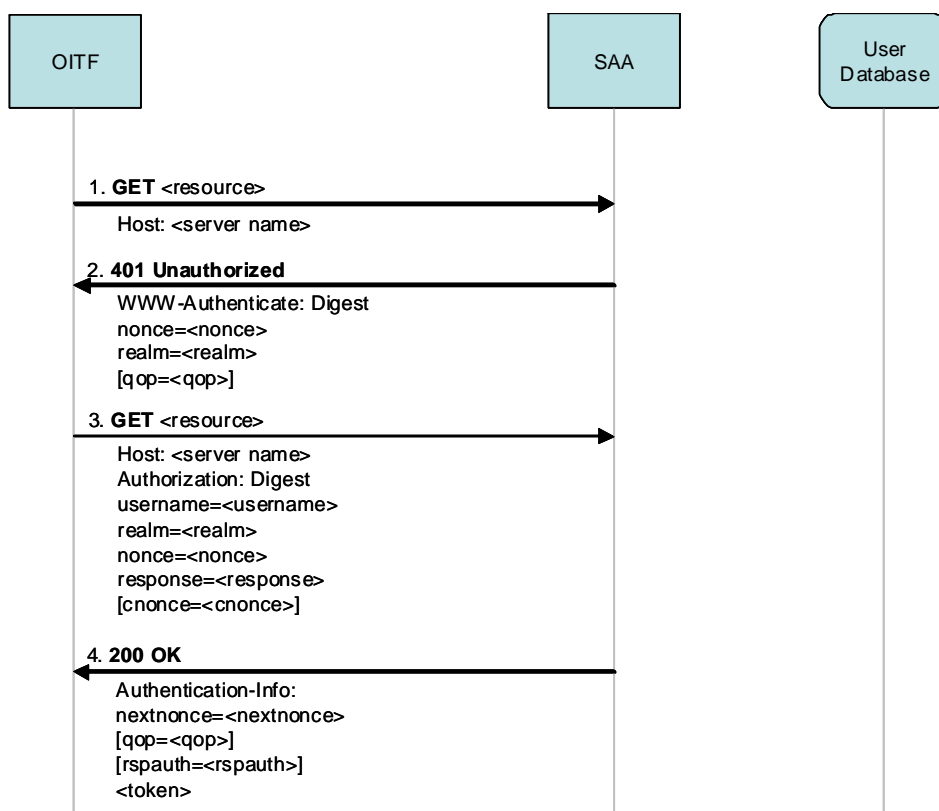 OITF
SAA
User
Database
1. GET <resource>
Host: <server name>
2. 401 Unauthorized
WWW-Authenticate: Digest
nonce=<nonce>
realm=<realm>
[qop=<qop>]
3. GET <resource>
Host: <server name>
Authorization: Digest
username=<username>
realm=<realm>
nonce=<nonce>
response=<response>
[cnonce=<cnonce>]
4. 200 OK
Authentication-Info:
nextnonce=<nextnonce>
[qop=<qop>]
[rspauth=<rspauth>]
<token>